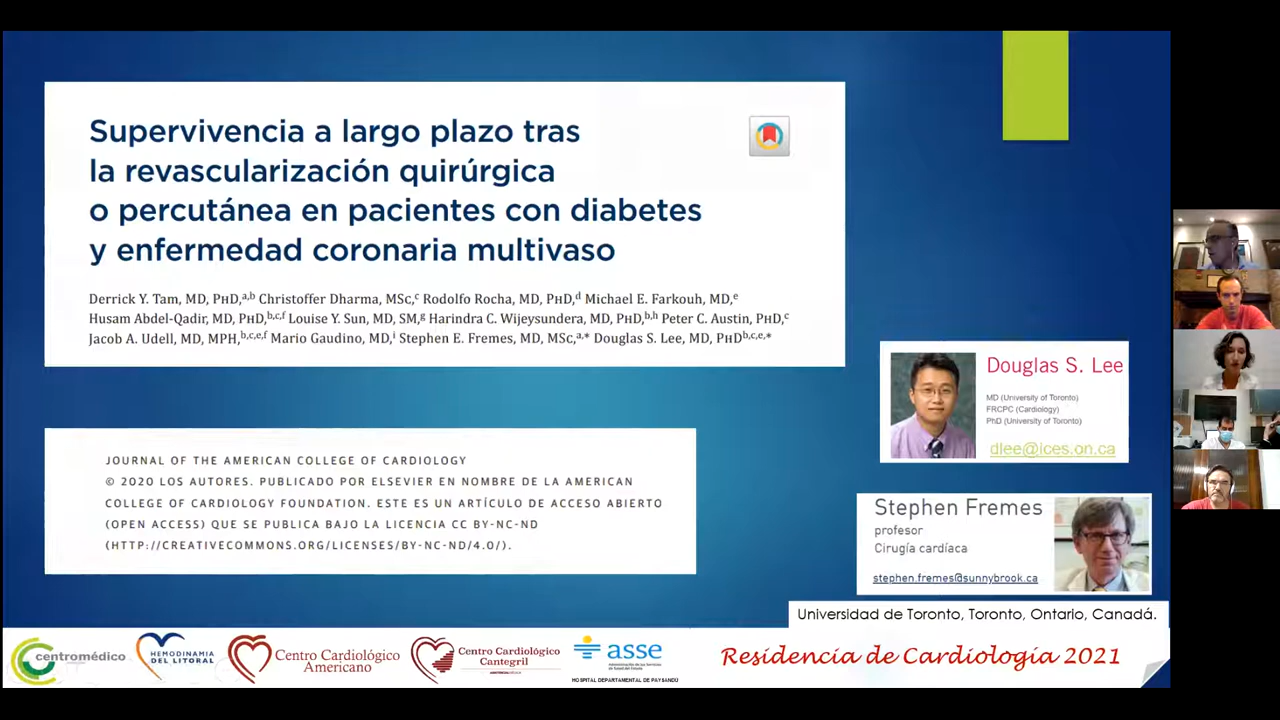 Supervivencia a largo plazo tras
la revascularización quirúrgica
o percutánea en pacientes con diabetes
y enfermedad coronaria multivaso
Derrick Y. Tam, MD, PhD,a,b Christoffer Dharma, MSc,c Rodolfo Rocha, MD, PhD,d Michael E. Farkouh, MD,e
Husam Abdel-Qadir, MD, PhD,b,c,f Louise Y. Sun, MD, SM,g Harindra C. Wijeysundera, MD, PhD,b,h Peter C. Austin, PhD,c
Jacob A. Udell, MD, MPH,b,c,e,f Mario Gaudino, MD,i Stephen E. Fremes, MD, MSc,a,* Douglas S. Lee, MD, PhDb,c,e,*
JOURNAL OF THE AMERICAN COLLEGE OF CARDIOLOGY
© 2020 LOS AUTORES. PUBLICADO POR ELSEVIER EN NOMBRE DE LA AMERICAN
COLLEGE OF CARDIOLOGY FOUNDATION. ESTE ES UN ARTÍCULO DE ACCESO ABIERTO
(OPEN ACCESS) QUE SE PUBLICA BAJO LA LICENCIA CC BY-NC-ND
(HTTP://CREATIVECOMMONS.ORG/LICENSES/BY-NC-ND/4.0/).
Douglas S. Lee
MD (University of Toronto)
FRCPC (Cardiology)
PhD (University of Toronto)
dlee@ices.on.ca
Stephen Fremes
profesor
Cirugía cardíaca
stephen.fremes@sunnybrook.ca
Universidad de Toronto, Toronto, Ontario, Canadá.
centromédico
HEMODINAMIA
DEL LITORAL
Centro Cardiológico
Americano
Centro Cardiológico
Cantegril
asse
HOSPITAL DEPARTAMENTAL DE PAYSANDÚ
Residencia de Cardiología 2021